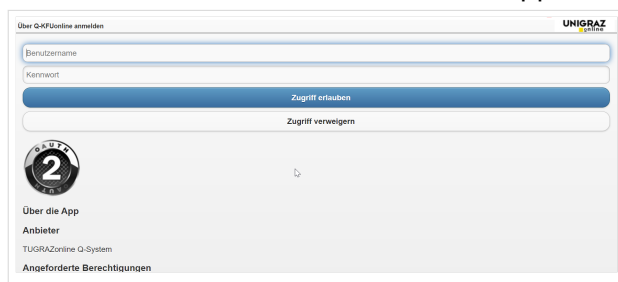 Über Q-KFUonline anmelden
UNIGRAZ
online
Benutzername
Kennwort
Zugriff erlauben
Zugriff verweigern
OAUTH
2
OAUTH
Über die App
Anbieter
TUGRAZonline Q-System
Angeforderte Berechtigungen